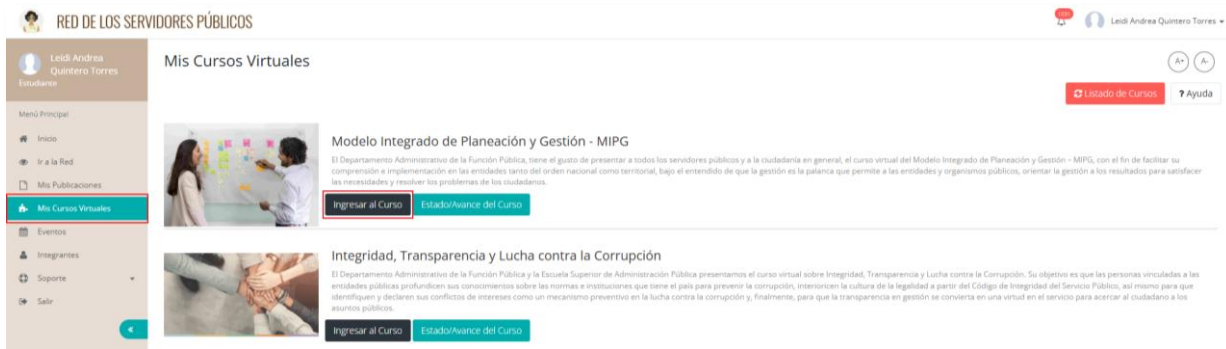 RED DE LOS SERVIDORES PÚBLICOS
Leidi Andrea Quintero Torres
Leidi Andrea
Quintero Torres
Estudiante
Menú Principal
Inicio
Ir a la Red
Mis Publicaciones
Mis Cursos Virtuales
Eventos
Integrantes
Soporte
Salir
Mis Cursos Virtuales
A+ A-
Listado de Cursos ? Ayuda
Modelo Integrado de Planeación y Gestión - MIPG
El Departamento Administrativo de la Función Pública, tiene el gusto de presentar a todos los servidores públicos y a la ciudadanía en general, el curso virtual del Modelo Integrado de Planeación y Gestión – MIPG, con el fin de facilitar su
comprensión e implementación en las entidades tanto del orden nacional como territorial, bajo el entendido de que la gestión es la palanca que permite a las entidades y organismos públicos, orientar la gestión a los resultados para satisfacer
las necesidades y resolver los problemas de los ciudadanos.
Ingresar al Curso Estado/Avance del Curso
Integridad, Transparencia y Lucha contra la Corrupción
El Departamento Administrativo de la Función Pública y la Escuela Superior de Administración Pública presentamos el curso virtual sobre Integridad, Transparencia y Lucha contra la Corrupción. Su objetivo es que las personas vinculadas a las
entidades públicas profundicen sus conocimientos sobre las normas e instituciones que tiene el país para prevenir la corrupción, interioricen la cultura de la legalidad a partir del Código de Integridad del Servicio Público, así mismo para que
identifiquen y declaren sus conflictos de intereses como un mecanismo preventivo en la lucha contra la corrupción y, finalmente, para que la transparencia en gestión se convierta en una virtud en el servicio para acercar al ciudadano a los
asuntos públicos.
Ingresar al Curso Estado/Avance del Curso